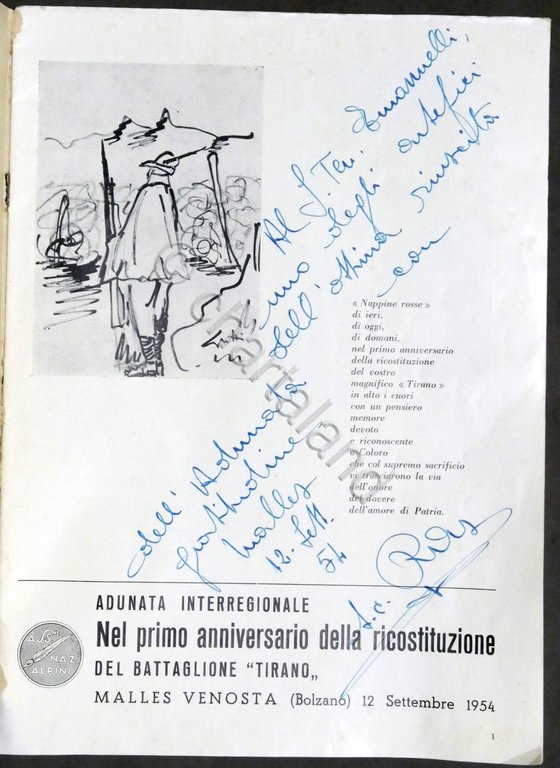 Al S. Ten. Emanuelli,
uno degli artefici
dell'ottima riuscita
dell'Adunata con
gratitudine
Malles
12. Sett.
54
« Nappine rosse »
di ieri,
di oggi,
di domani,
nel primo anniversario
della ricostituzione
del vostro
magnifico « Tirano »
in alto i cuori
con un pensiero
memore
devoto
e riconoscente
a Coloro
che col supremo sacrificio
vi tracciarono la via
dell'onore
del dovere
dell'amore di Patria.
chartaland
ASS.
NAZ.
ALPINI
ADUNATA INTERREGIONALE
Nel primo anniversario della ricostituzione
DEL BATTAGLIONE "TIRANO„
MALLES VENOSTA (Bolzano) 12 Settembre 1954
1